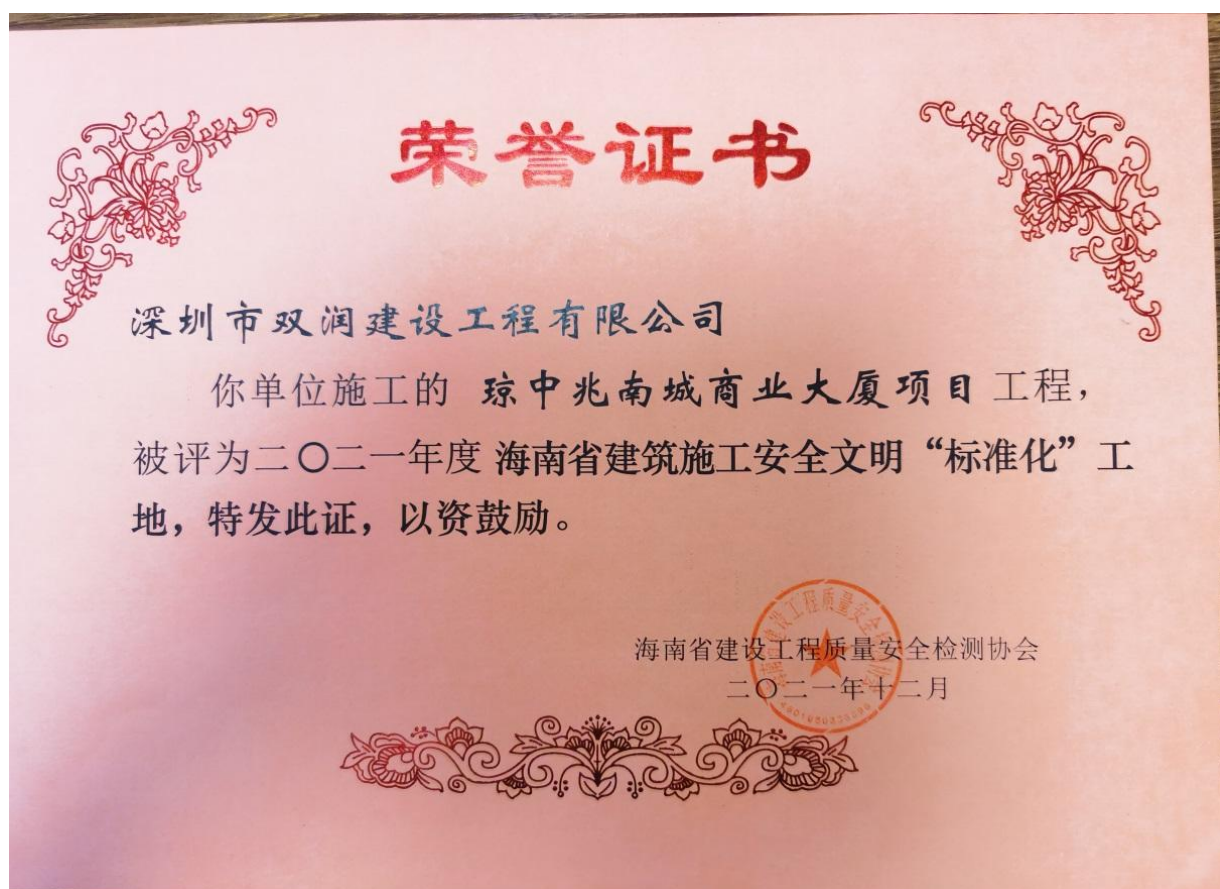 荣誉证书
深圳市双润建设工程有限公司
你单位施工的 琼中兆南城商业大厦项目 工程，
被评为二〇二一年度 海南省建筑施工安全文明“标准化”工
地，特发此证，以资鼓励。
海南省建设工程质量安全检测协会
二〇二一年十二月